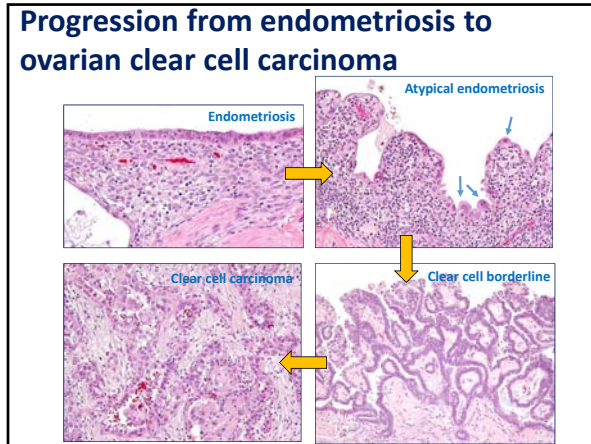 Progression from endometriosis to
ovarian clear cell carcinoma
Endometriosis
Atypical endometriosis
Clear cell carcinoma
Clear cell borderline